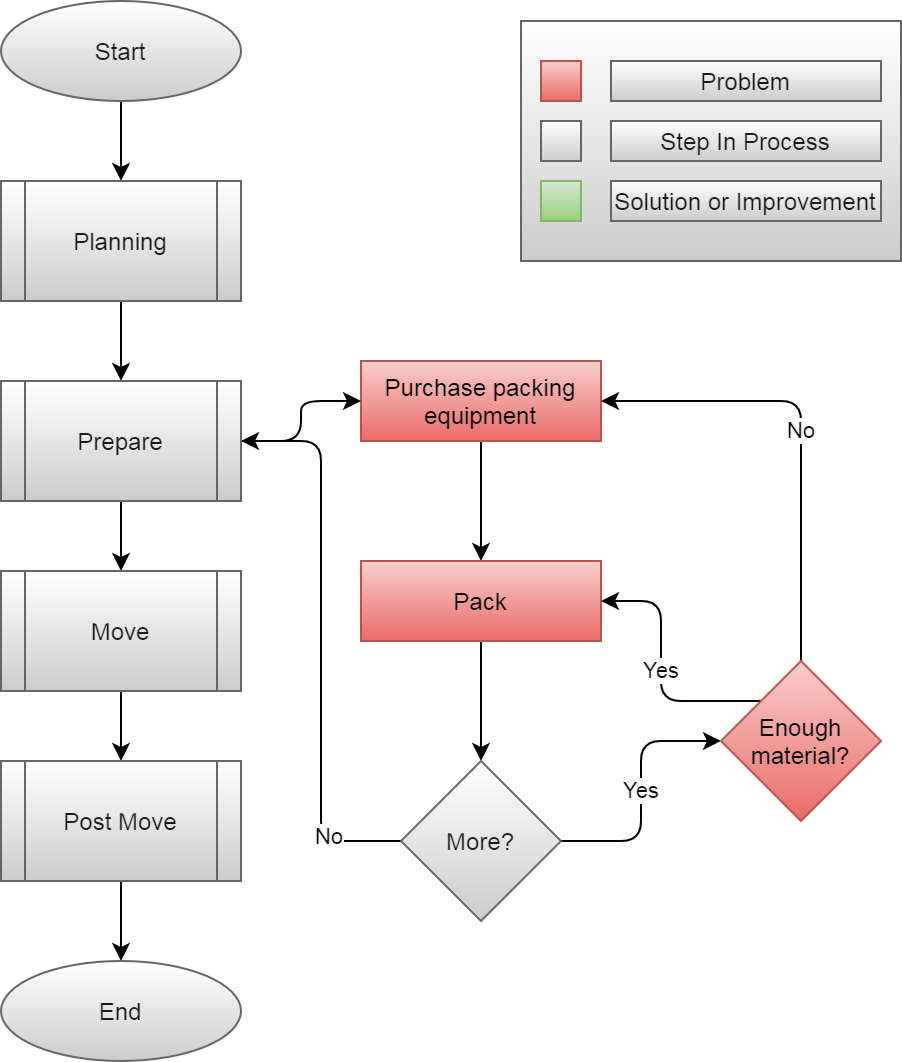 Start
Problem
Step In Process
Solution or Improvement
Planning
Prepare
Purchase packing
equipment
No
Move
Pack
Yes
Enough
material?
Yes
Post Move
No
More?
End